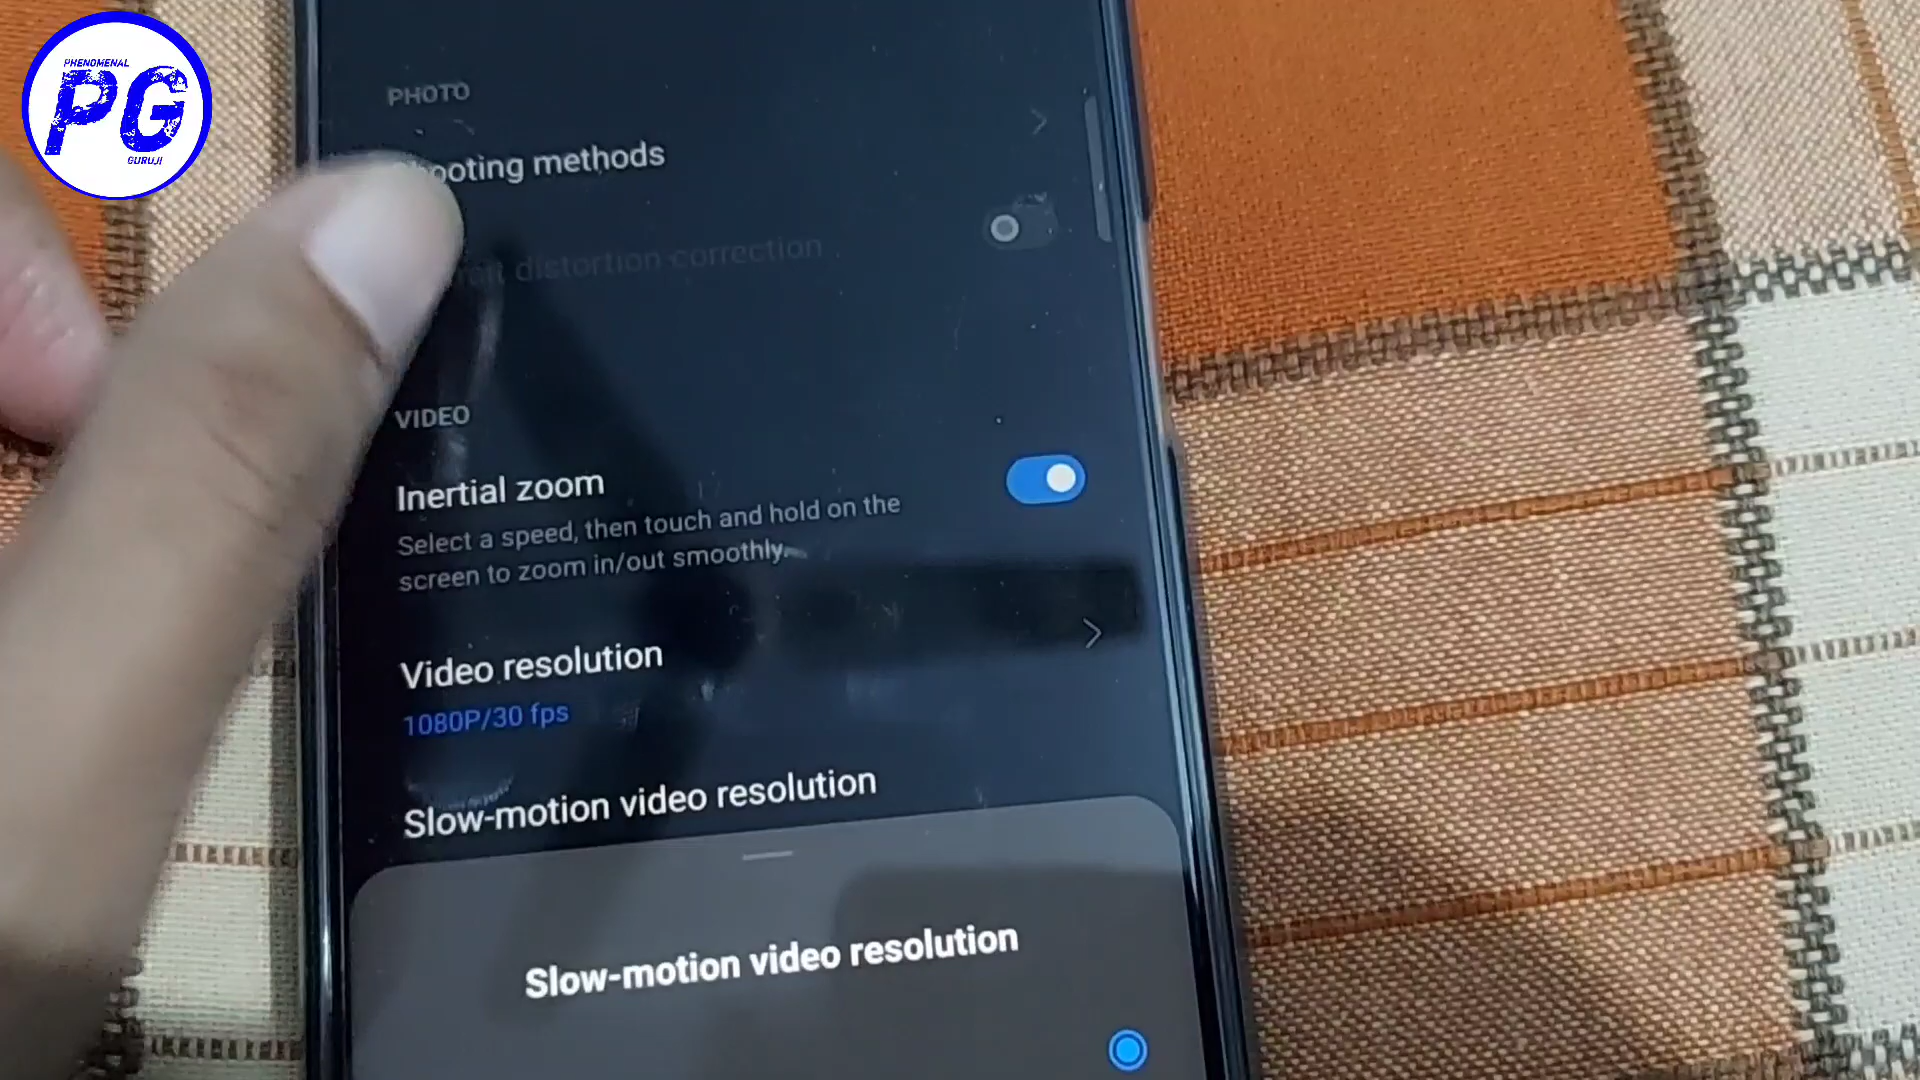 PHENOMENAL
PG
GURUJI
PHOTO
ooting methods
distortion correction
VIDEO
Inertial zoom
Select a speed, then touch and hold on the
screen to zoom in/out smoothly.
Video resolution
1080P/30 fps
Slow-motion video resolution
Slow-motion video resolution